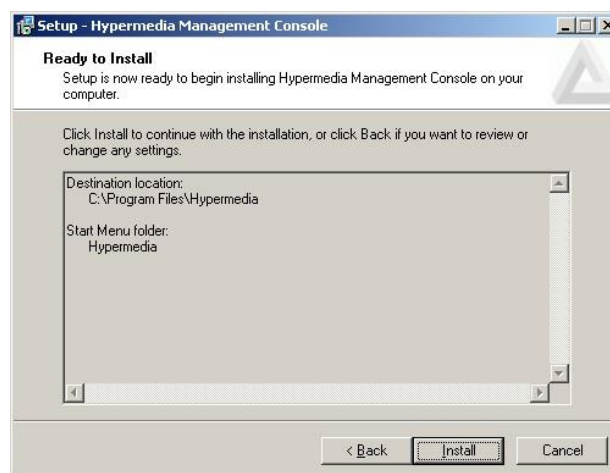 Setup - Hypermedia Management Console
Ready to Install
Setup is now ready to begin installing Hypermedia Management Console on your
computer.
Click Install to continue with the installation, or click Back if you want to review or
change any settings.
Destination location:
C:\Program Files\Hypermedia
Start Menu folder:
Hypermedia
< Back
Install
Cancel